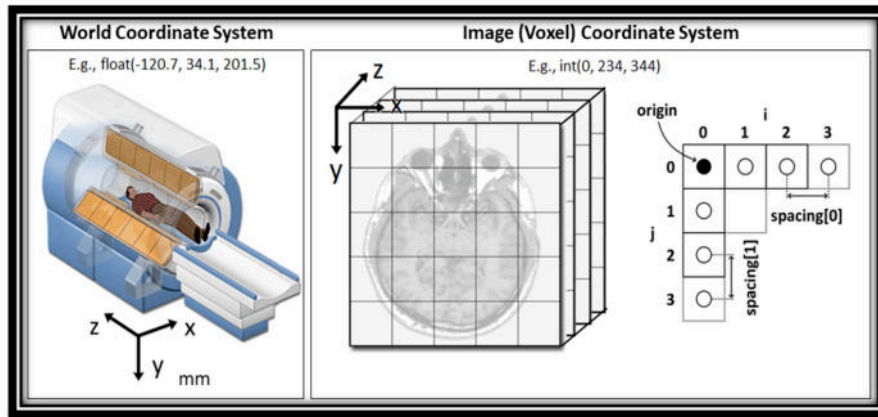 World Coordinate System
E.g., float(-120.7, 34.1, 201.5)
z
x
y
mm
Image (Voxel) Coordinate System
E.g., int(0, 234, 344)
z
x
y
origin
i
0 1 2 3
0
1
j
2
3
spacing[0]
spacing[1]